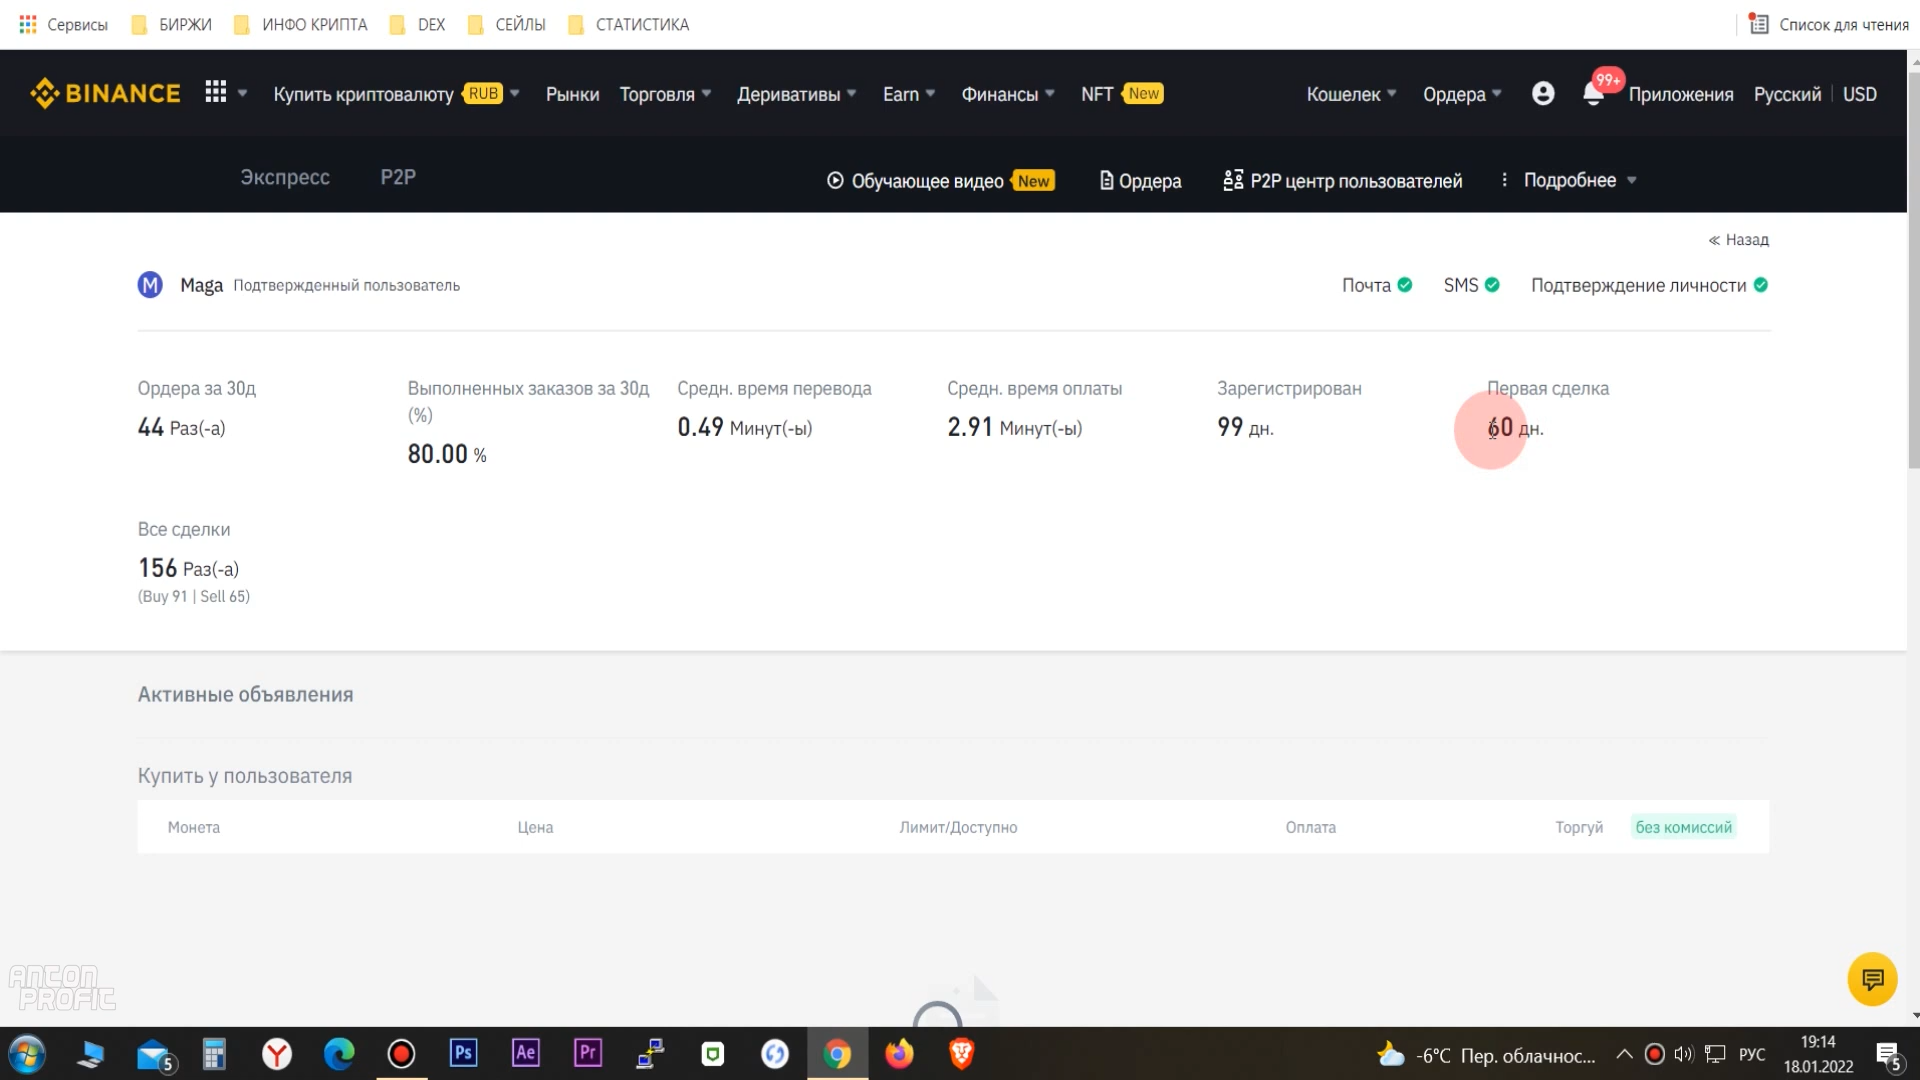 Сервисы БИРЖИ ИНФО КРИПТА DEX СЕЙЛЫ СТАТИСТИКА Список для чтения
BINANCE Купить криптовалюту RUB Рынки Торговля Деривативы Earn Финансы NFT New Кошелек Ордера 99+ Приложения Русский USD
Экспресс P2P Обучающее видео New Ордера P2P центр пользователей Подробнее
≪ Назад
M Maga Подтвержденный пользователь Почта SMS Подтверждение личности
Ордера за 30д Выполненных заказов за 30д (%) Средн. время перевода Средн. время оплаты Зарегистрирован Первая сделка
44 Раз(-а) 80.00 % 0.49 Минут(-ы) 2.91 Минут(-ы) 99 дн. 60 дн.
Все сделки
156 Раз(-а)
(Buy 91 | Sell 65)
Активные объявления
Купить у пользователя
Монета Цена Лимит/Доступно Оплата Торгуй без комиссий
ANTON
PROFIT
5 Ps Ae Pr -6°C Пер. облачнос... РУС 19:14
18.01.2022 5